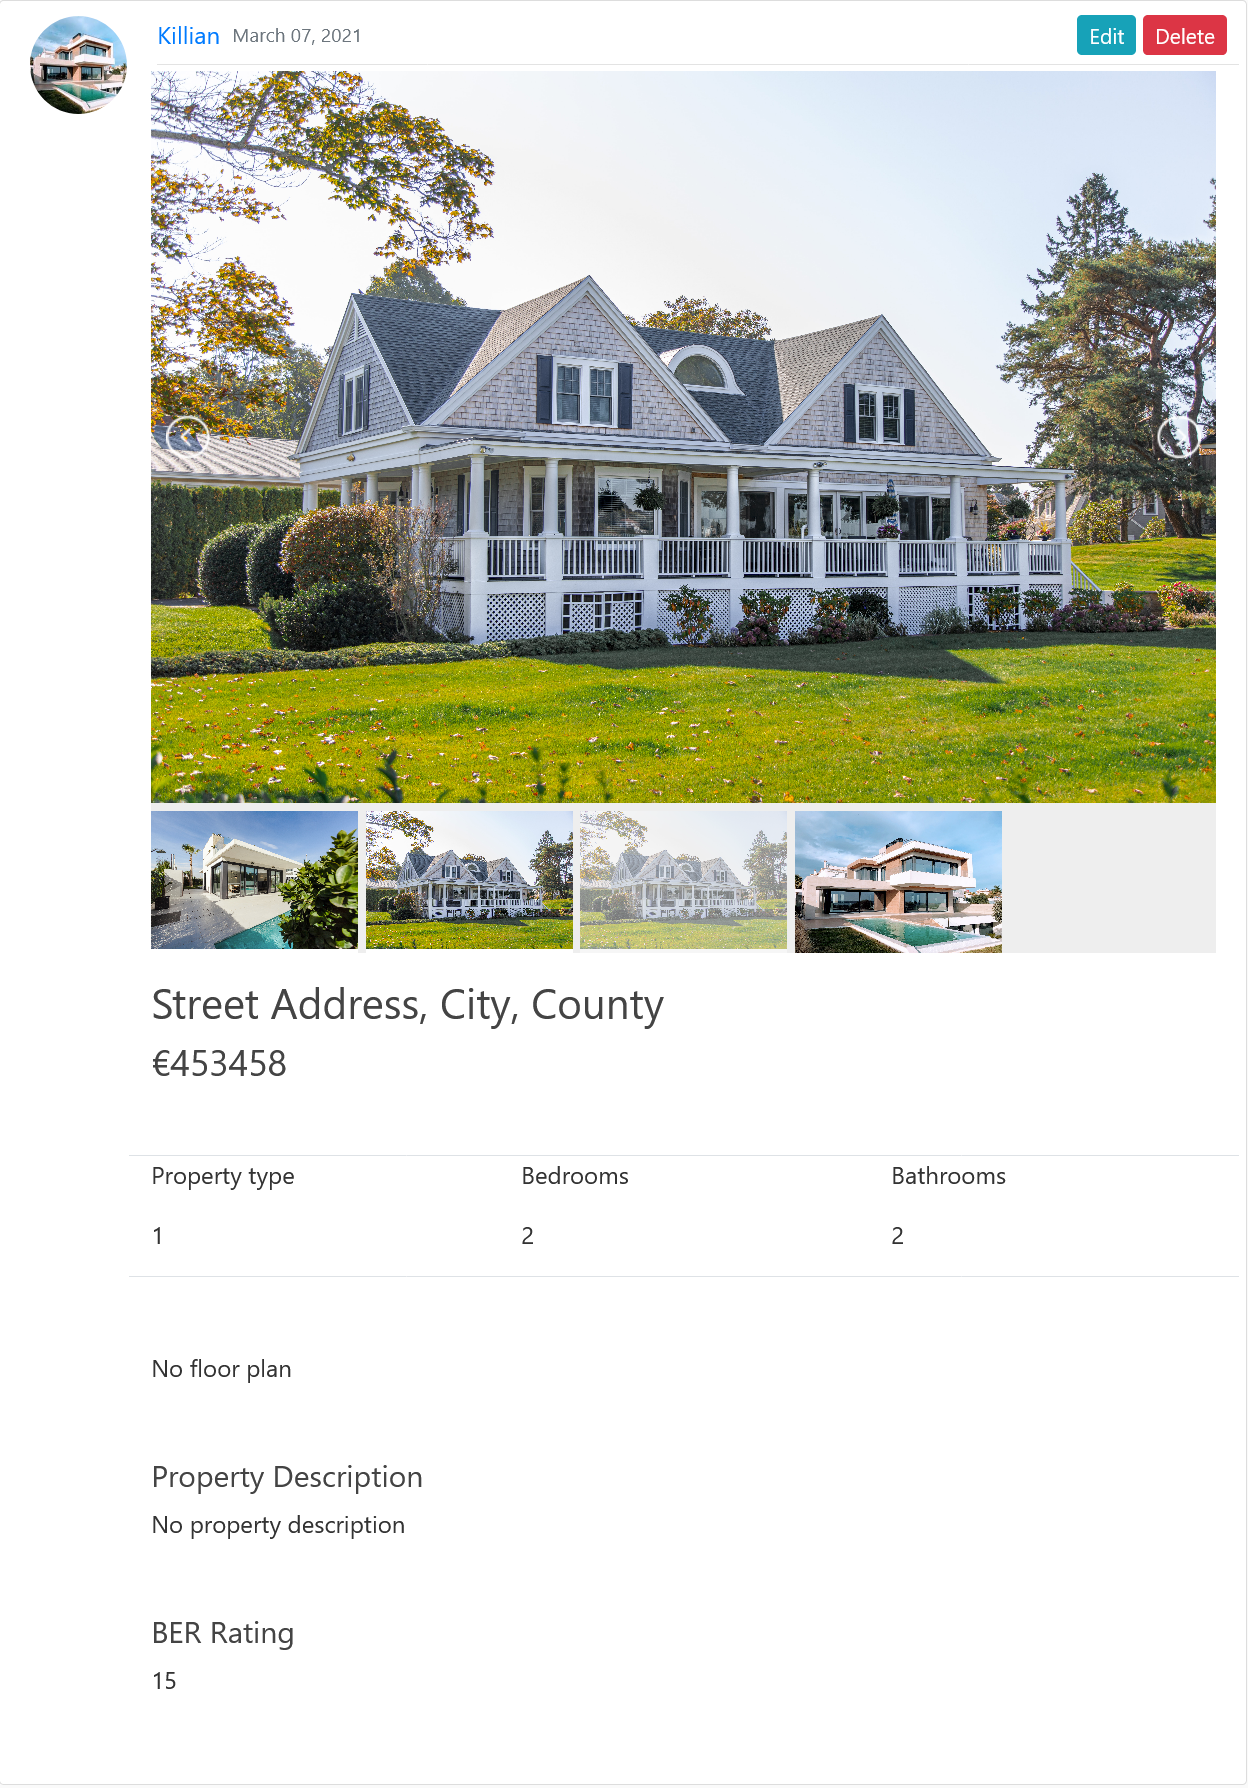 Killian March 07, 2021 Edit Delete
Street Address, City, County
€453458
Property type Bedrooms Bathrooms
1 2 2
No floor plan
Property Description
No property description
BER Rating
15